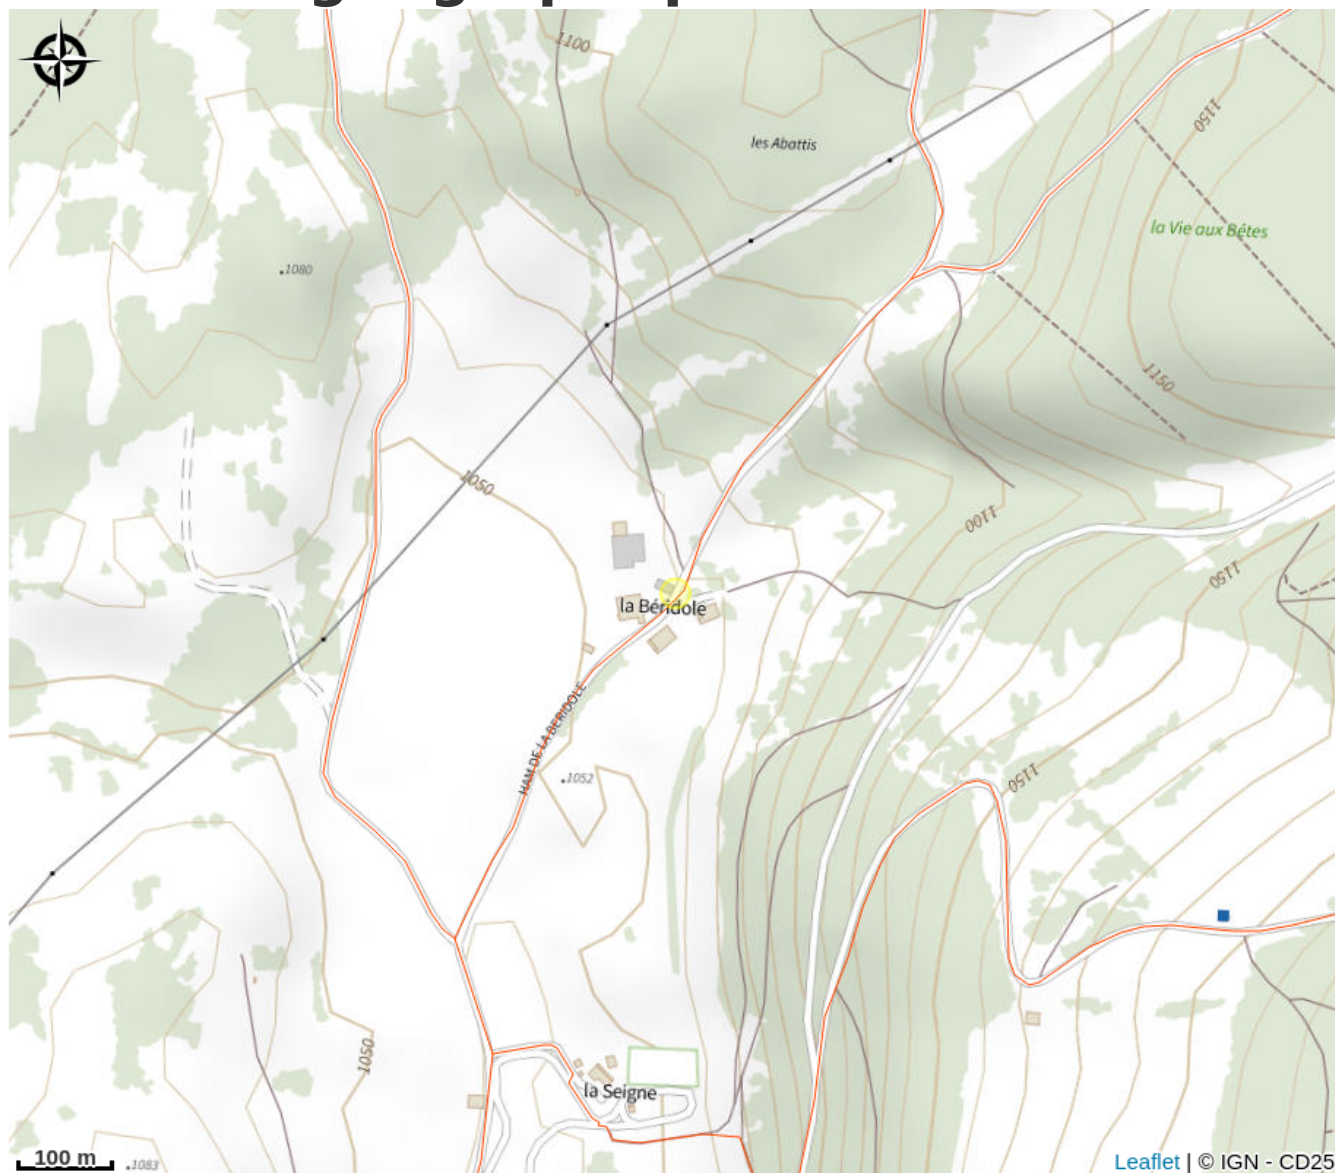 1100
1150
les Abattis
la Vie aux Bêtes
1080
1150
1050
1100
1150
la Béridole
HAM DE LA BERIDOLE
1052
1150
1050
la Seigne
100 m
1083
Leaflet | © IGN - CD25